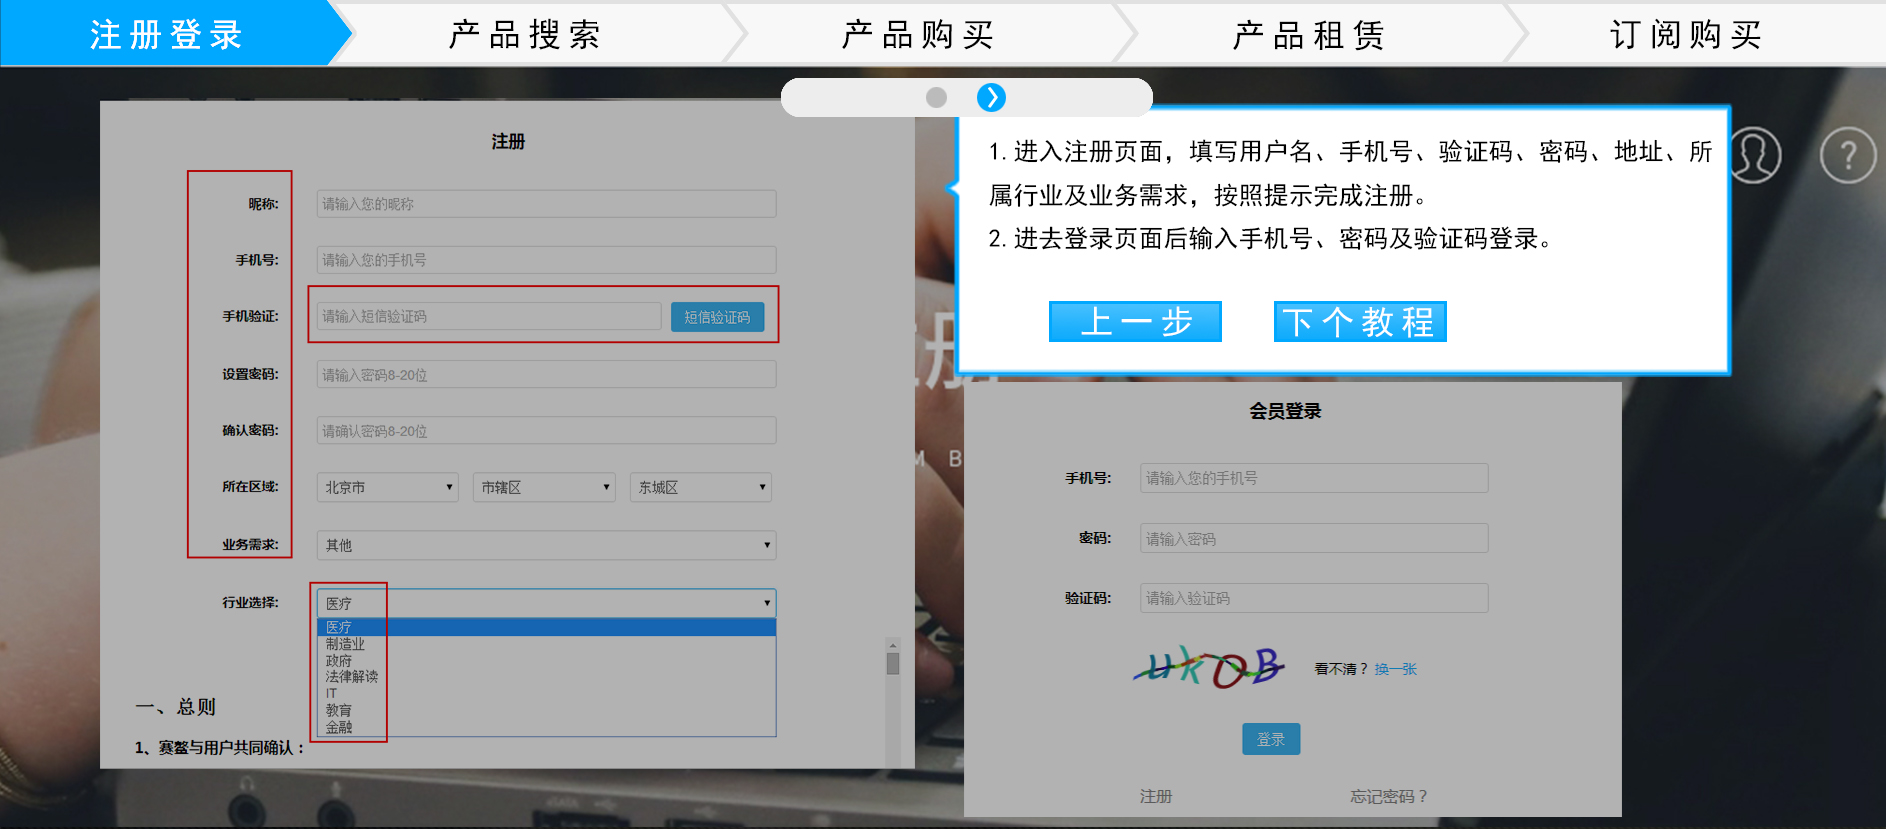 注册登录
产品搜索
产品购买
产品租赁
订阅购买
注册
昵称:
请输入您的昵称
手机号:
请输入您的手机号
手机验证:
请输入短信验证码
短信验证码
设置密码:
请输入密码8-20位
确认密码:
请确认密码8-20位
所在区域:
北京市
市辖区
东城区
业务需求:
其他
行业选择:
医疗
医疗
制造业
政府
法律解读
IT
教育
金融
一、总则
1、赛鳌与用户共同确认：
1.进入注册页面，填写用户名、手机号、验证码、密码、地址、所
属行业及业务需求，按照提示完成注册。
2.进去登录页面后输入手机号、密码及验证码登录。
上一步
下个教程
?
册
M B
会员登录
手机号:
请输入您的手机号
密码:
请输入密码
验证码:
请输入验证码
ukOB
看不清？换一张
登录
注册
忘记密码？